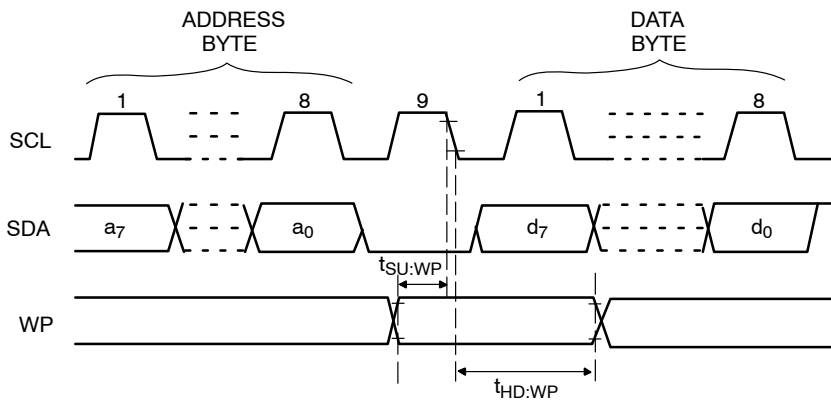 ADDRESS
BYTE
DATA
BYTE
1
8
9
1
8
SCL
SDA
a7
a0
d7
d0
tSU:WP
WP
tHD:WP